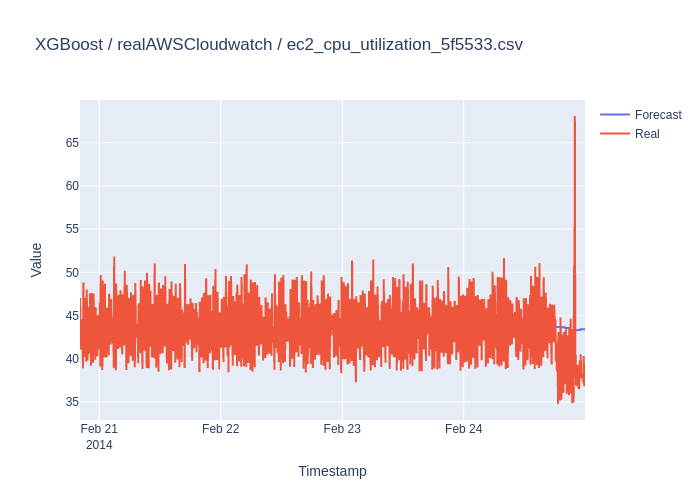 XGBoost / realAWSCloudwatch / ec2_cpu_utilization_5f5533.csv
Forecast
Real
Value
65
60
55
50
45
40
35
Feb 21
2014
Feb 22
Feb 23
Feb 24
Timestamp